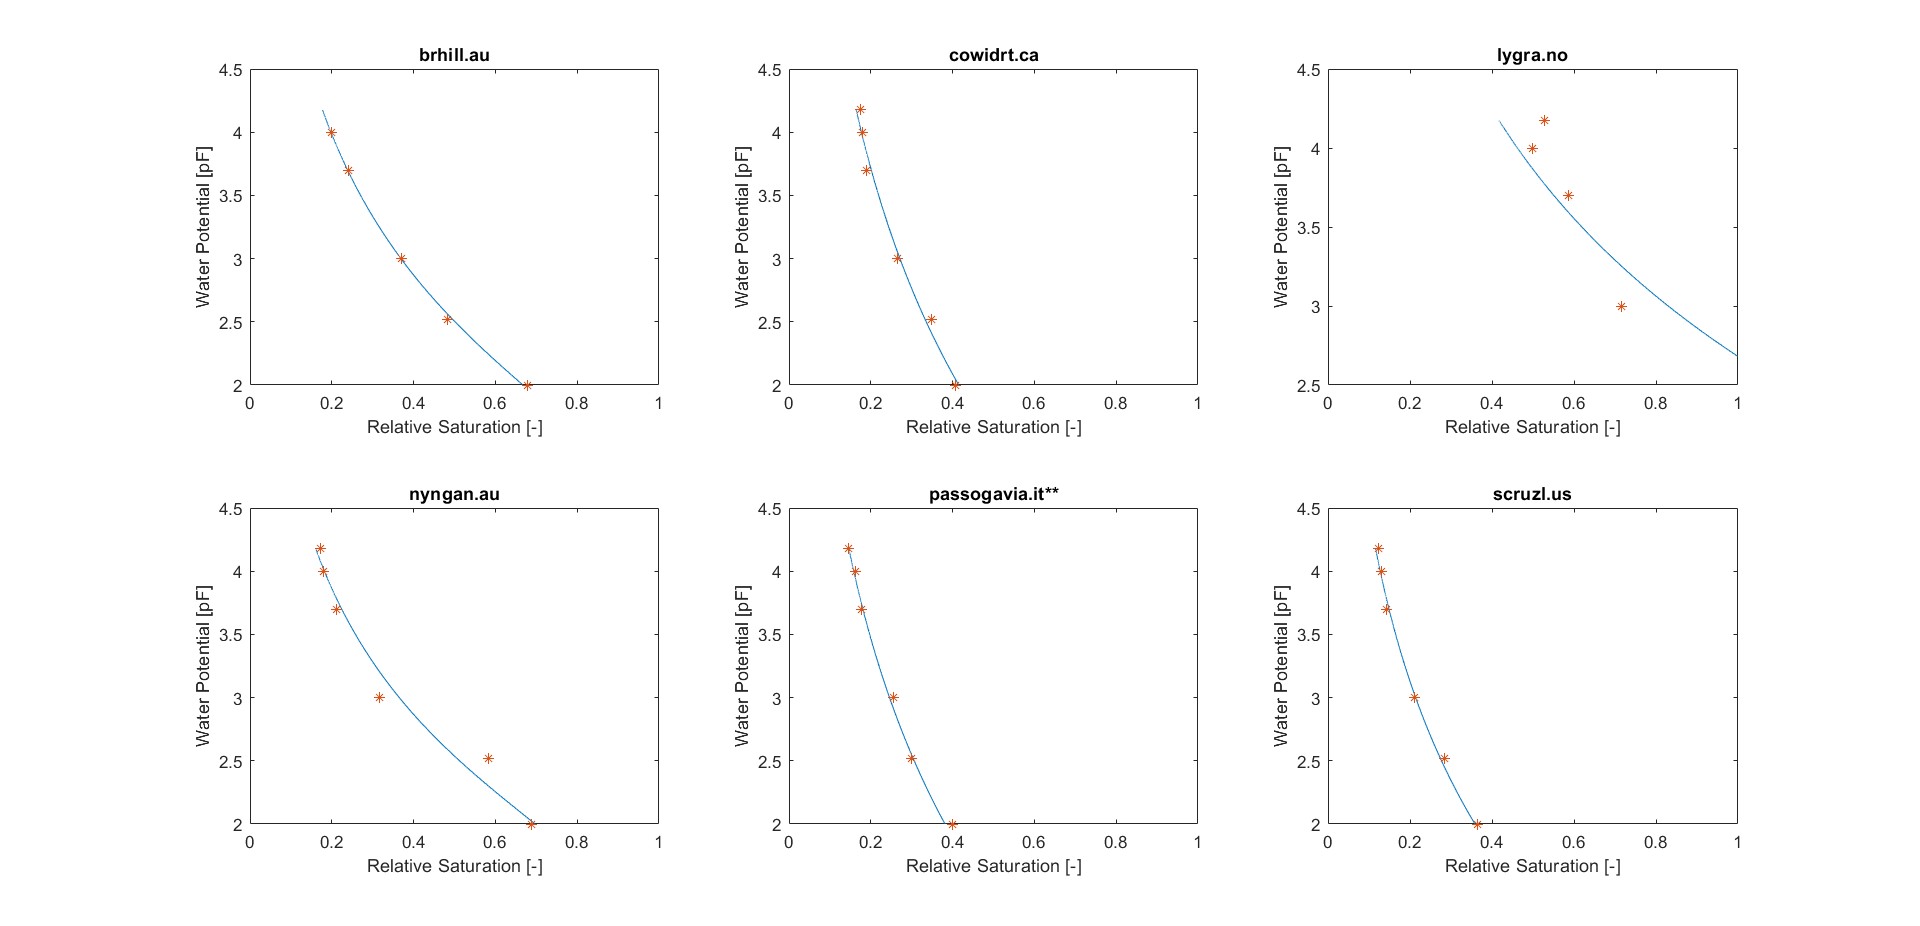 brhill.au
4.5
4
3.5
3
2.5
2
0 0.2 0.4 0.6 0.8 1
Water Potential [pF]
Relative Saturation [-]
cowidrt.ca
4.5
4
3.5
3
2.5
2
0 0.2 0.4 0.6 0.8 1
Water Potential [pF]
Relative Saturation [-]
lygra.no
4.5
4
3.5
3
2.5
0 0.2 0.4 0.6 0.8 1
Water Potential [pF]
Relative Saturation [-]
nyngan.au
4.5
4
3.5
3
2.5
2
0 0.2 0.4 0.6 0.8 1
Water Potential [pF]
Relative Saturation [-]
passogavia.it**
4.5
4
3.5
3
2.5
2
0 0.2 0.4 0.6 0.8 1
Water Potential [pF]
Relative Saturation [-]
scruzl.us
4.5
4
3.5
3
2.5
2
0 0.2 0.4 0.6 0.8 1
Water Potential [pF]
Relative Saturation [-]